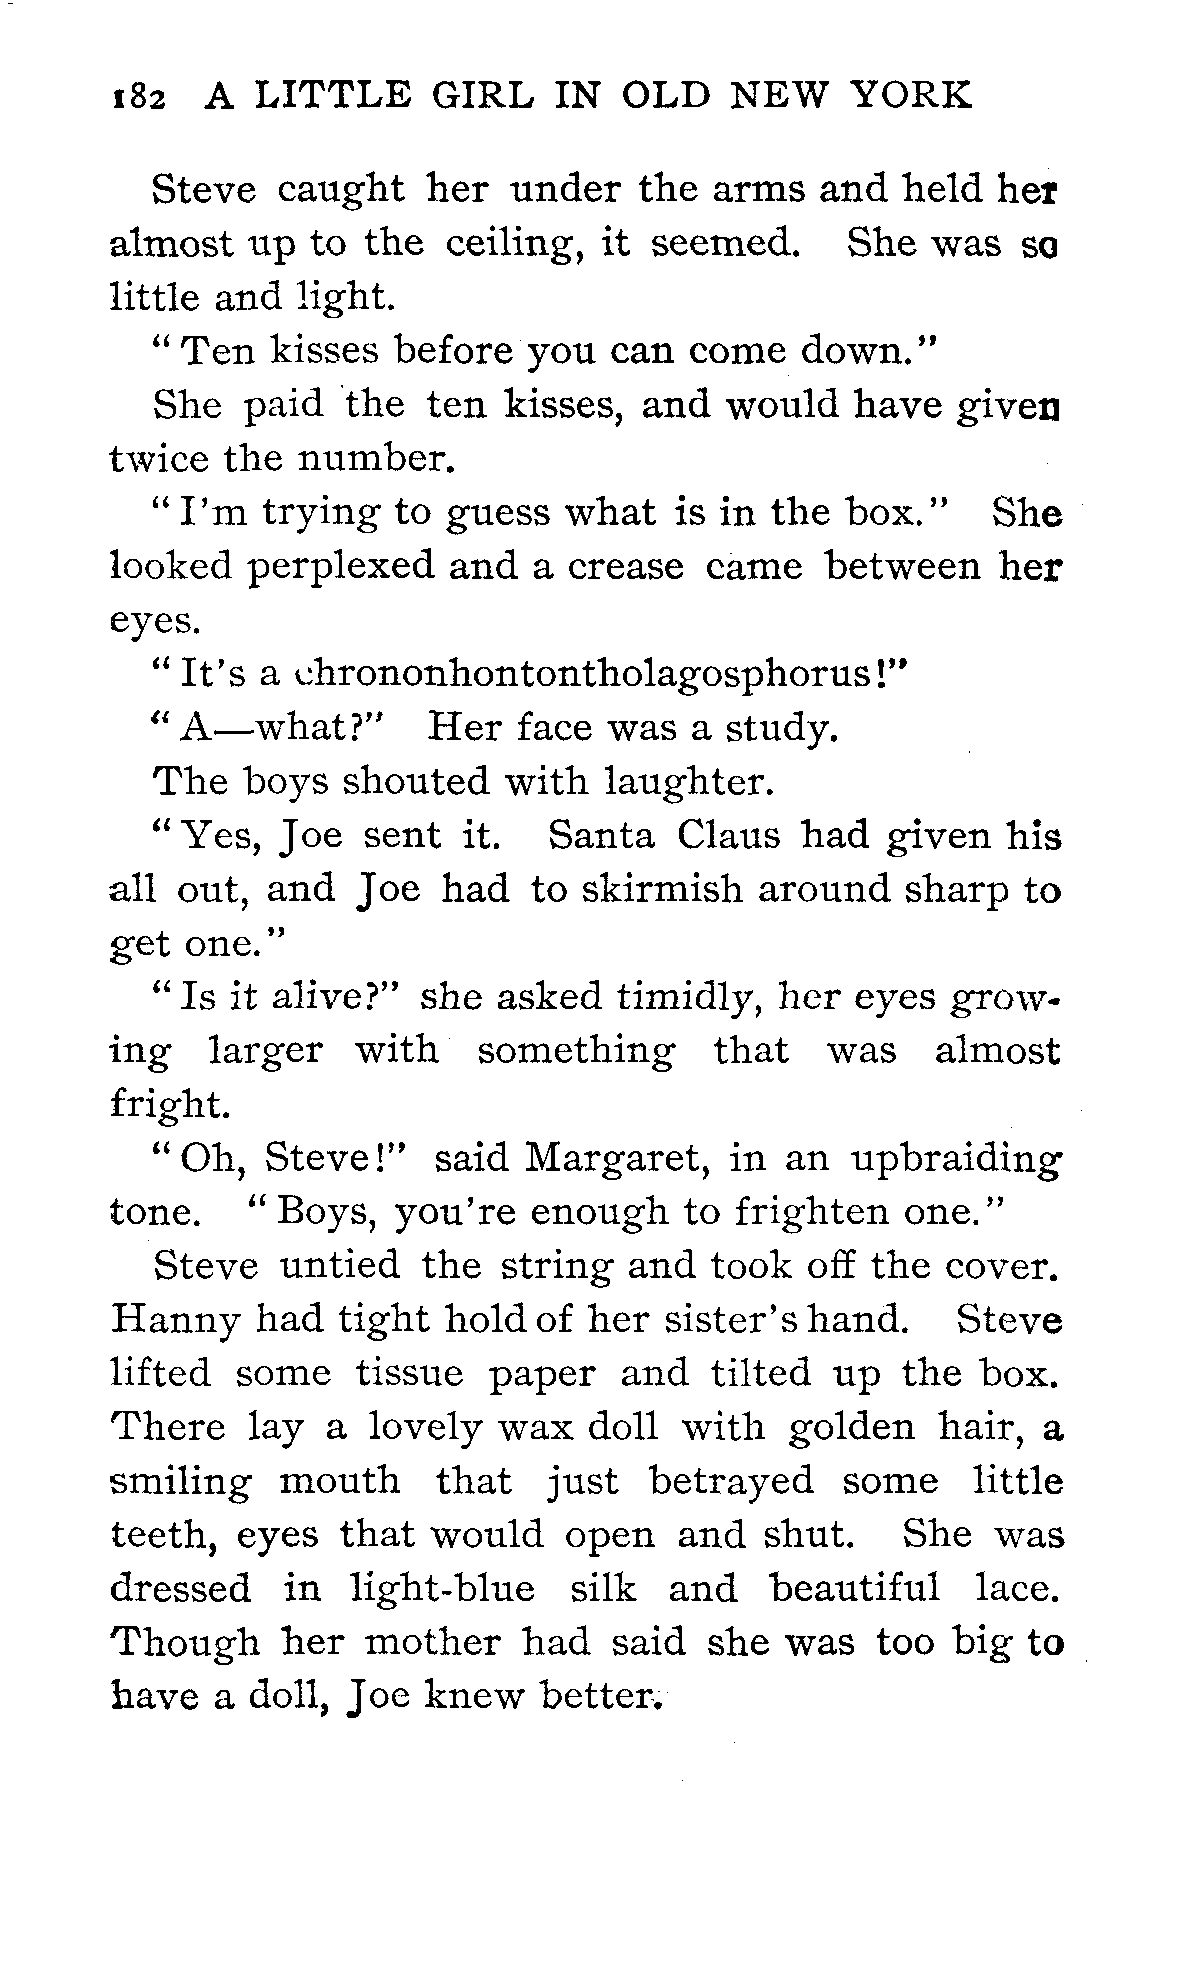 182 A LITTLE GIRL IN OLD NEW YORK
Steve caught her under the arms and held her
almost up to the ceiling, it seemed. She was so
little and light.
"Ten kisses before you can come down."
She paid the ten kisses, and would have given
twice the number.
"I'm trying to guess what is in the box." She
looked perplexed and a crease came between her
eyes.
"It's a chrononhontontholagosphorus!"
"A—what?" Her face was a study.
The boys shouted with laughter.
"Yes, Joe sent it. Santa Claus had given his
all out, and Joe had to skirmish around sharp to
get one."
"Is it alive?" she asked timidly, her eyes grow-
ing larger with something that was almost
fright.
"Oh, Steve!" said Margaret, in an upbraiding
tone. "Boys, you're enough to frighten one."
Steve untied the string and took off the cover.
Hanny had tight hold of her sister's hand. Steve
lifted some tissue paper and tilted up the box.
There lay a lovely wax doll with golden hair, a
smiling mouth that just betrayed some little
teeth, eyes that would open and shut. She was
dressed in light-blue silk and beautiful lace.
Though her mother had said she was too big to
have a doll, Joe knew better.